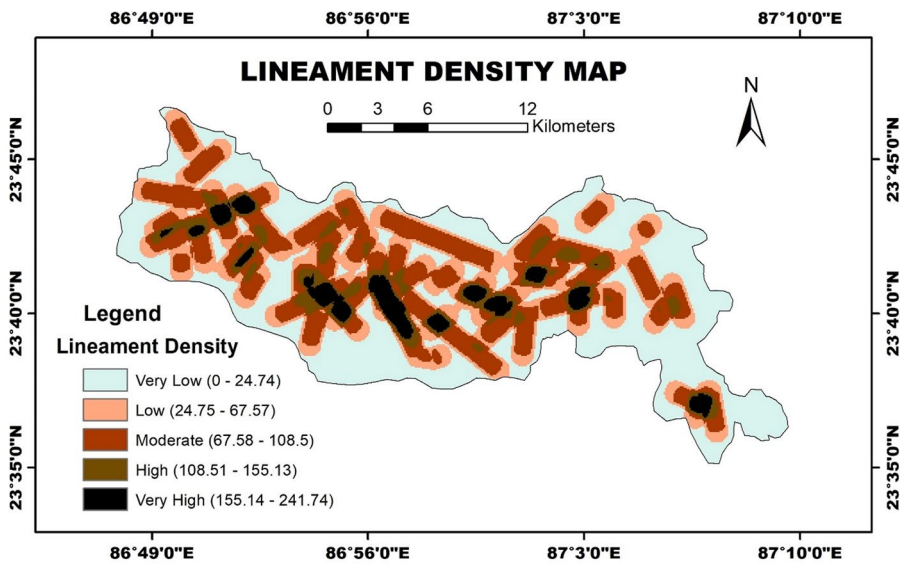 86°49'0"E 86°56'0"E 87°3'0"E 87°10'0"E
LINEAMENT DENSITY MAP
N
0 3 6 12
Kilometers
23°45'0"N 23°45'0"N
23°40'0"N 23°40'0"N
23°35'0"N 23°35'0"N
Legend
Lineament Density
Very Low (0 - 24.74)
Low (24.75 - 67.57)
Moderate (67.58 - 108.5)
High (108.51 - 155.13)
Very High (155.14 - 241.74)
86°49'0"E 86°56'0"E 87°3'0"E 87°10'0"E